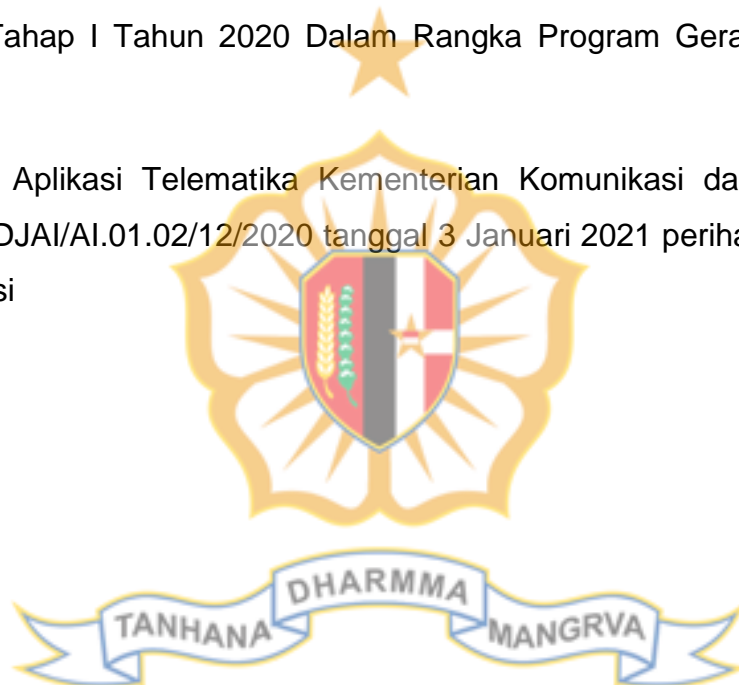 Tahap I Tahun 2020 Dalam Rangka Program Gera
Aplikasi Telematika Kementerian Komunikasi da
DJAI/AI.01.02/12/2020 tanggal 3 Januari 2021 periha
si
DHARMMA
TANHANA MANGRVA